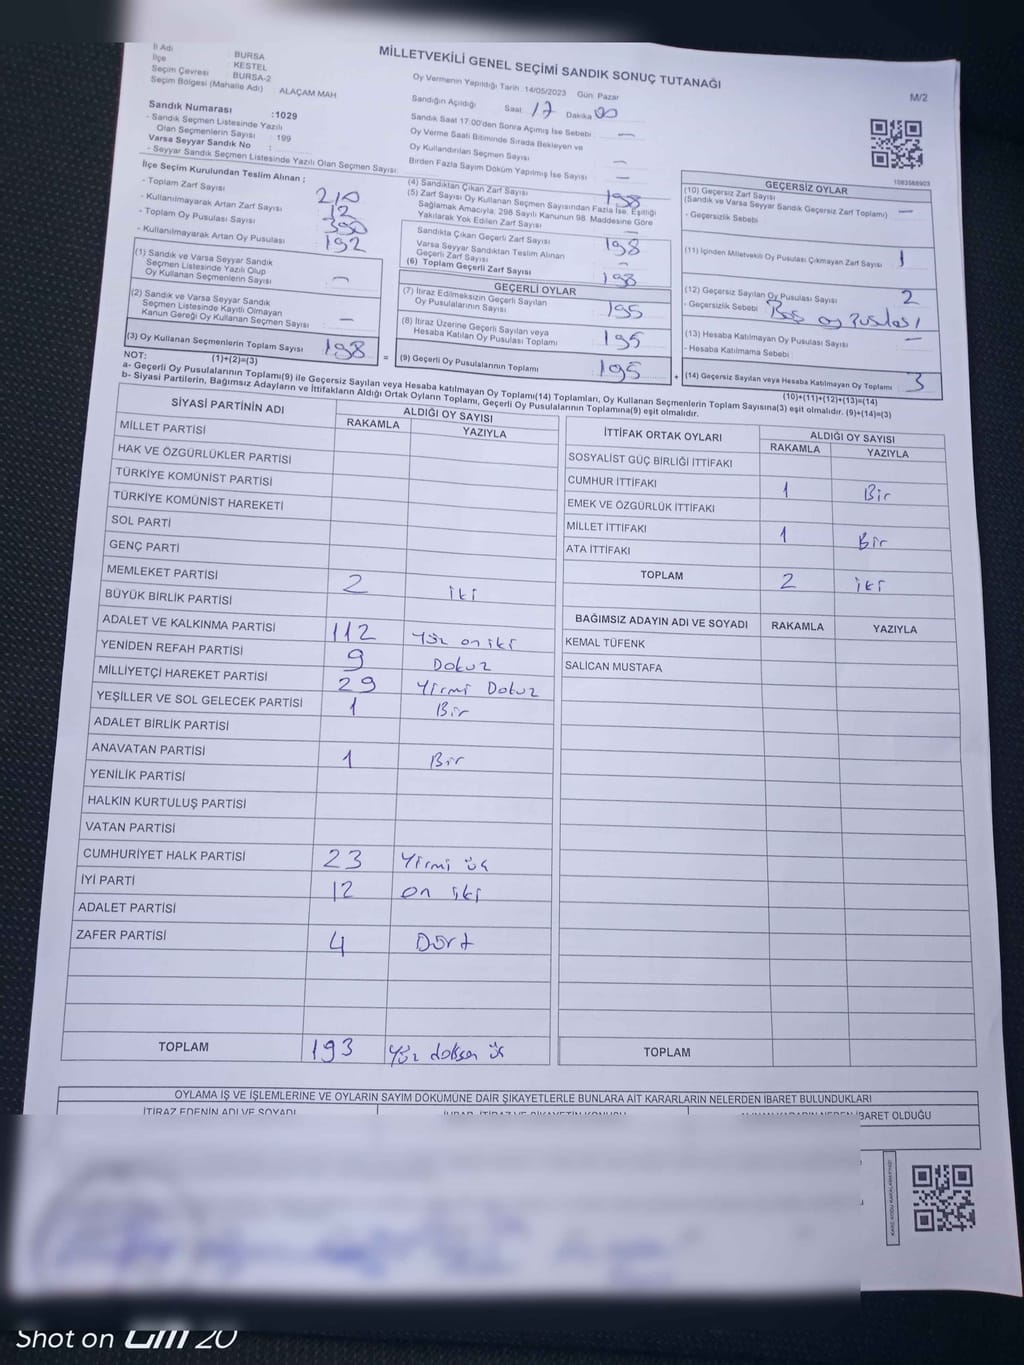 MİLLETVEKİLİ GENEL SEÇİMİ SANDIK SONUÇ TUTANAĞI
M/2
İl Adı : BURSA
İlçe : KESTEL
Seçim Çevresi : BURSA-2
Seçim Bölgesi (Mahalle Adı) : ALAÇAM MAH
Sandık Numarası :1029
- Sandık Seçmen Listesinde Yazılı
Olan Seçmenlerin Sayısı : 199
Varsa Seyyar Sandık No :
- Seyyar Sandık Seçmen Listesinde Yazılı Olan Seçmen Sayısı:
Oy Vermenin Yapıldığı Tarih :14/05/2023 Gün: Pazar
Sandığın Açıldığı Saat: 17 Dakika 00
Sandık Saat 17:00'den Sonra Açılmış İse Sebebi : —
Oy Verme Saati Bitiminde Sırada Bekleyen ve
Oy Kullandırılan Seçmen Sayısı —
Birden Fazla Sayım Döküm Yapılmış İse Sayısı : —
İlçe Seçim Kurulundan Teslim Alınan :
- Toplam Zarf Sayısı 210
- Kullanılmayarak Artan Zarf Sayısı 12
- Toplam Oy Pusulası Sayısı 390
- Kullanılmayarak Artan Oy Pusulası 192
(1) Sandık ve Varsa Seyyar Sandık
Seçmen Listesinde Yazılı Olup
Oy Kullanan Seçmenlerin Sayısı —
(2) Sandık ve Varsa Seyyar Sandık
Seçmen Listesinde Kayıtlı Olmayan
Kanun Gereği Oy Kullanan Seçmen Sayısı —
(3) Oy Kullanan Seçmenlerin Toplam Sayısı 198
(1)+(2)=(3)
(4) Sandıktan Çıkan Zarf Sayısı 198
(5) Zarf Sayısı Oy Kullanan Seçmen Sayısından Fazla İse, Eşitliği
Sağlamak Amacıyla, 298 Sayılı Kanunun 98. Maddesine Göre
Yakılarak Yok Edilen Zarf Sayısı —
Sandıkta Çıkan Geçerli Zarf Sayısı 198
Varsa Seyyar Sandıktan Teslim Alınan
Geçerli Zarf Sayısı —
(6) Toplam Geçerli Zarf Sayısı 198
GEÇERLİ OYLAR
(7) İtiraz Edilmeksizin Geçerli Sayılan
Oy Pusulalarının Sayısı 195
(8) İtiraz Üzerine Geçerli Sayılan veya
Hesaba Katılan Oy Pusulası Toplamı 195
= (9) Geçerli Oy Pusulalarının Toplamı 195 +
1083568903
GEÇERSİZ OYLAR
(10) Geçersiz Zarf Sayısı
(Sandık ve Varsa Seyyar Sandık Geçersiz Zarf Toplamı) —
- Geçersizlik Sebebi
(11) İçinden Milletvekili Oy Pusulası Çıkmayan Zarf Sayısı 1
(12) Geçersiz Sayılan Oy Pusulası Sayısı 2
- Geçersizlik Sebebi : Boş oy Pusulası
(13) Hesaba Katılmayan Oy Pusulası Sayısı —
- Hesaba Katılmama Sebebi :
(14) Geçersiz Sayılan veya Hesaba Katılmayan Oy Toplamı 3
(10)+(11)+(12)+(13)=(14)
NOT:
a- Geçerli Oy Pusulalarının Toplamı(9) ile Geçersiz Sayılan veya Hesaba katılmayan Oy Toplamı(14) Toplamları, Oy Kullanan Seçmenlerin Toplam Sayısına(3) eşit olmalıdır. (9)+(14)=(3)
b- Siyasi Partilerin, Bağımsız Adayların ve İttifakların Aldığı Ortak Oyların Toplamı, Geçerli Oy Pusulalarının Toplamına(9) eşit olmalıdır.
SİYASİ PARTİNİN ADI ALDIĞI OY SAYISI
RAKAMLA YAZIYLA
MİLLET PARTİSİ
HAK VE ÖZGÜRLÜKLER PARTİSİ
TÜRKİYE KOMÜNİST PARTİSİ
TÜRKİYE KOMÜNİST HAREKETİ
SOL PARTİ
GENÇ PARTİ
MEMLEKET PARTİSİ 2 iki
BÜYÜK BİRLİK PARTİSİ
ADALET VE KALKINMA PARTİSİ 112 Yüz on iki
YENİDEN REFAH PARTİSİ 9 Dokuz
MİLLİYETÇİ HAREKET PARTİSİ 29 Yirmi Dokuz
YEŞİLLER VE SOL GELECEK PARTİSİ 1 Bir
ADALET BİRLİK PARTİSİ
ANAVATAN PARTİSİ 1 Bir
YENİLİK PARTİSİ
HALKIN KURTULUŞ PARTİSİ
VATAN PARTİSİ
CUMHURİYET HALK PARTİSİ 23 Yirmi üç
İYİ PARTİ 12 on iki
ADALET PARTİSİ
ZAFER PARTİSİ 4 Dört
TOPLAM 193 Yüz doksan üç
İTTİFAK ORTAK OYLARI ALDIĞI OY SAYISI
RAKAMLA YAZIYLA
SOSYALİST GÜÇ BİRLİĞİ İTTİFAKI
CUMHUR İTTİFAKI 1 Bir
EMEK VE ÖZGÜRLÜK İTTİFAKI
MİLLET İTTİFAKI 1 Bir
ATA İTTİFAKI
TOPLAM 2 iki
BAĞIMSIZ ADAYIN ADI VE SOYADI RAKAMLA YAZIYLA
KEMAL TÜFENK
SALİCAN MUSTAFA
TOPLAM
OYLAMA İŞ VE İŞLEMLERİNE VE OYLARIN SAYIM DÖKÜMÜNE DAİR ŞİKAYETLERLE BUNLARA AİT KARARLARIN NELERDEN İBARET BULUNDUKLARI
İTİRAZ EDENİN ADI VE SOYADI
İBARET OLDUĞU
Shot on GM 20